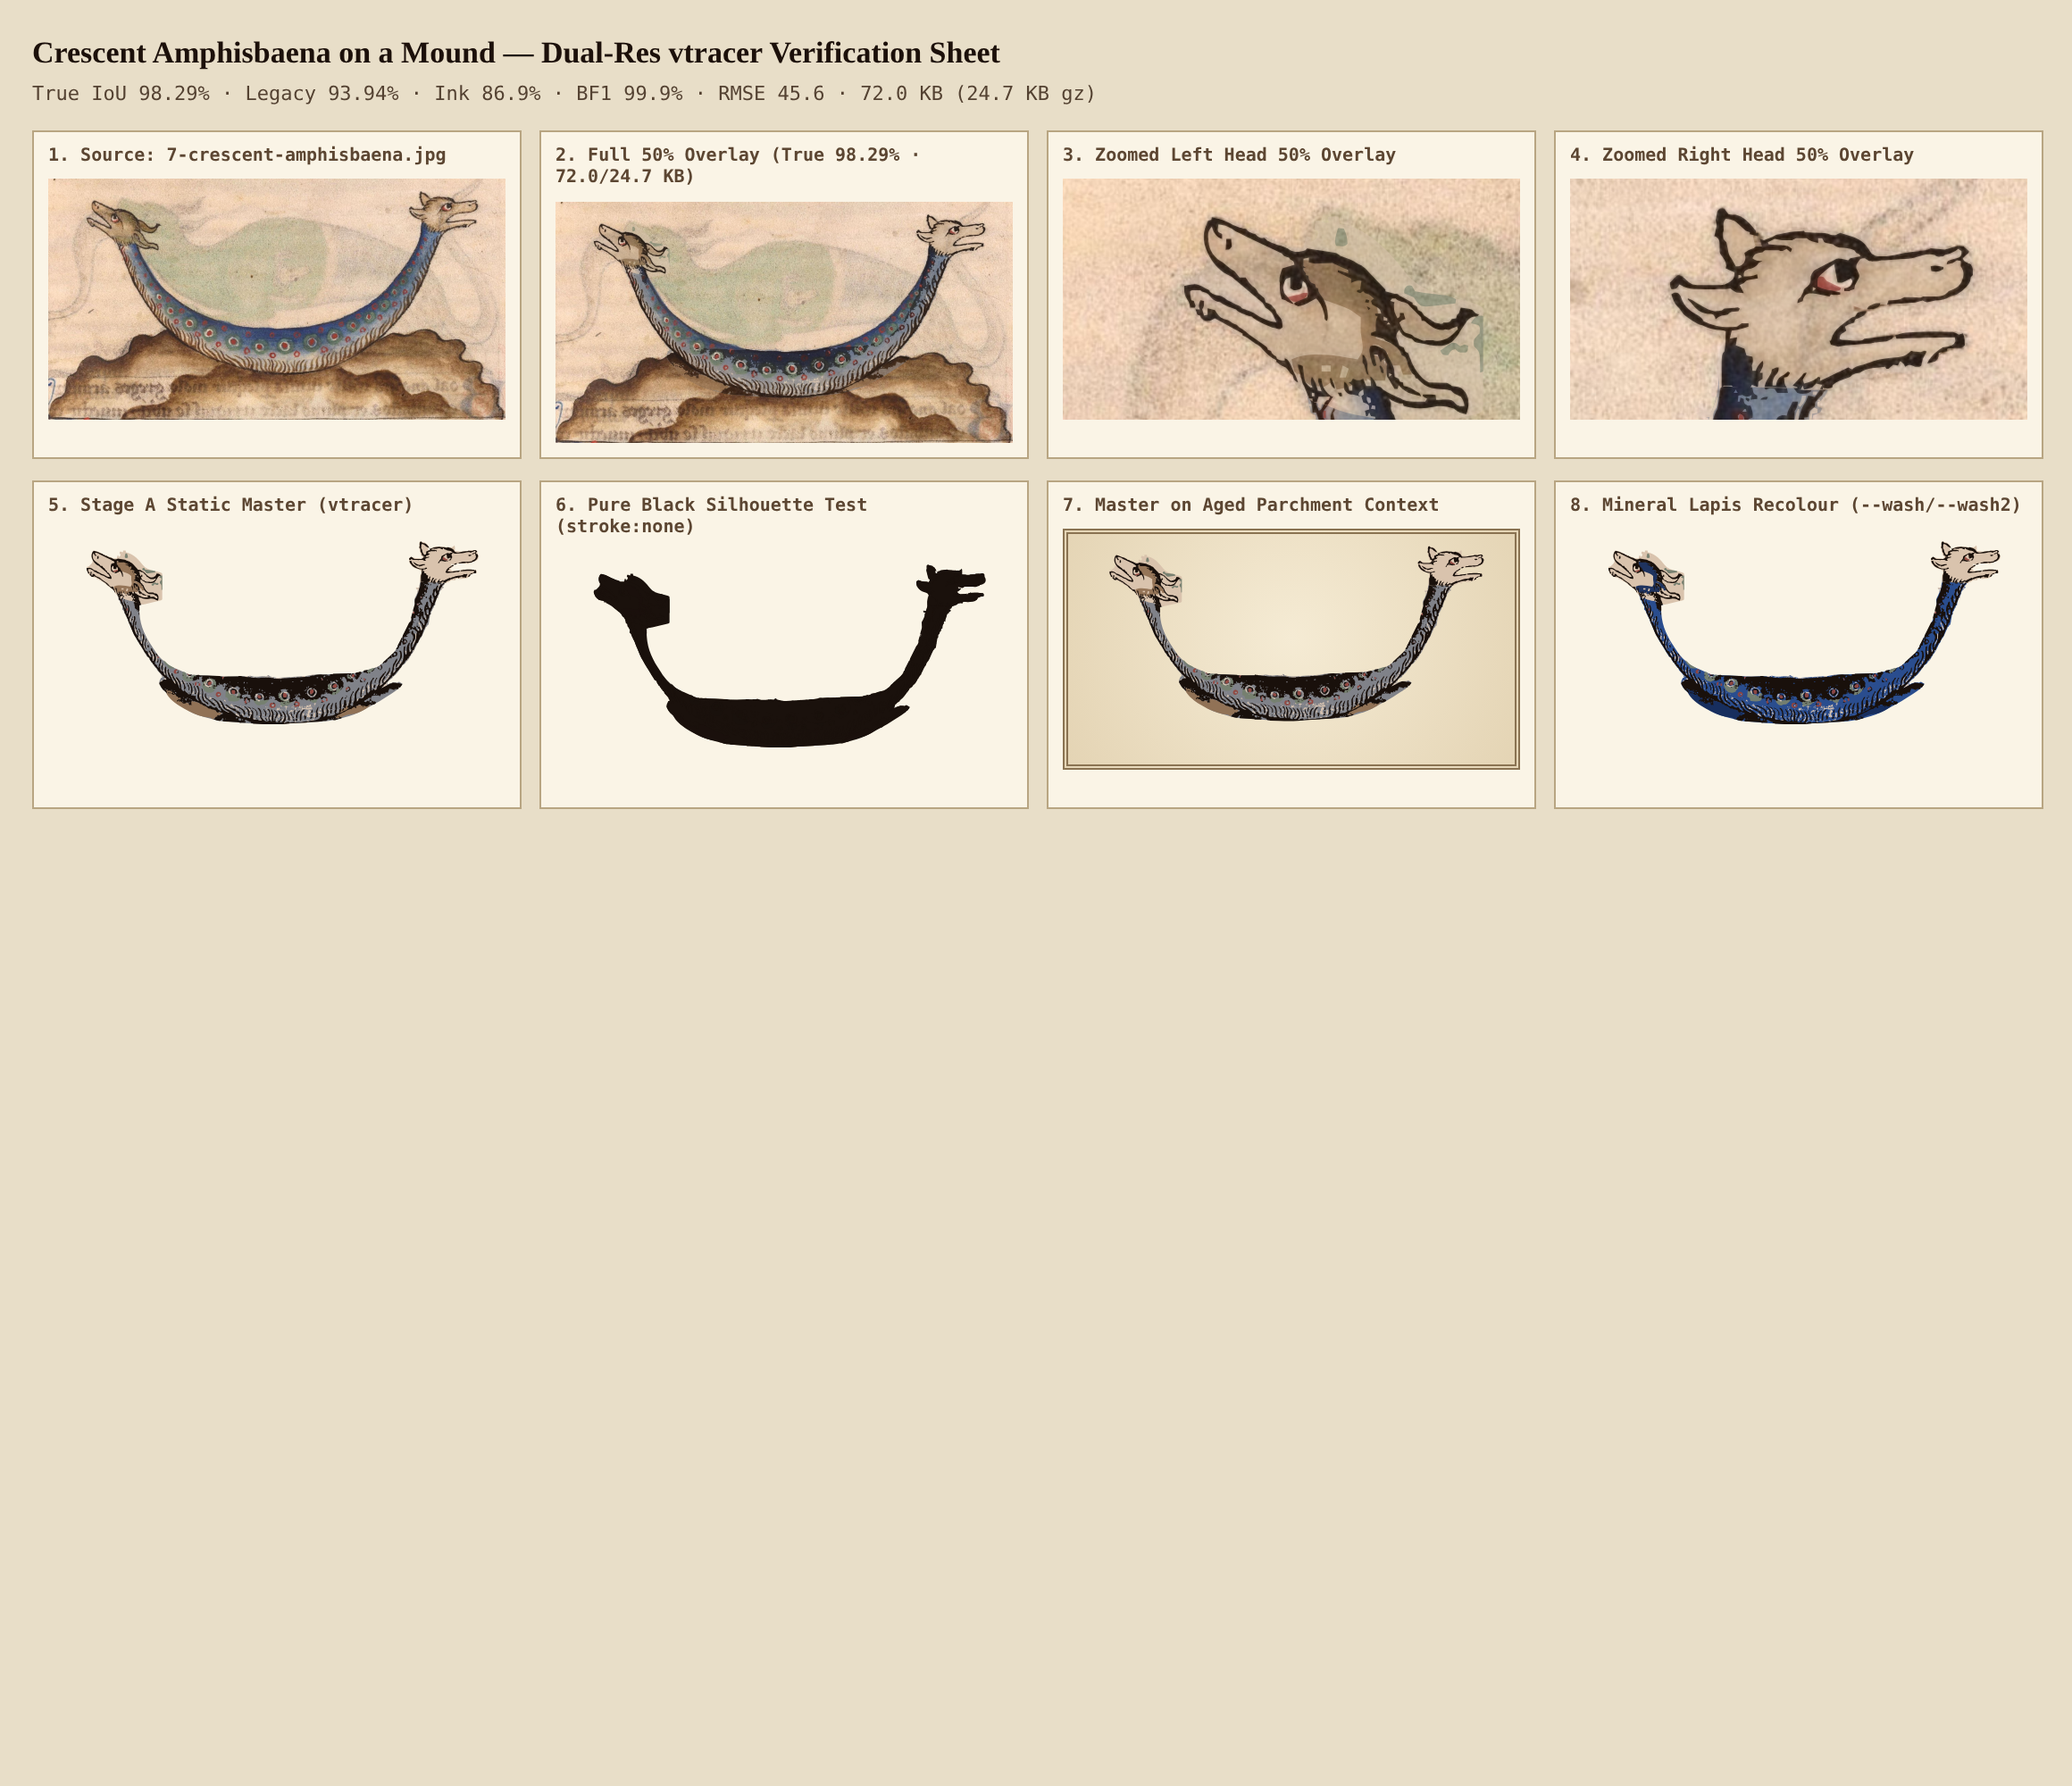 Crescent Amphisbaena on a Mound — Dual-Res vtracer Verification Sheet
True IoU 98.29% · Legacy 93.94% · Ink 86.9% · BF1 99.9% · RMSE 45.6 · 72.0 KB (24.7 KB gz)
1. Source: 7-crescent-amphisbaena.jpg
2. Full 50% Overlay (True 98.29% ·
72.0/24.7 KB)
3. Zoomed Left Head 50% Overlay
4. Zoomed Right Head 50% Overlay
5. Stage A Static Master (vtracer)
6. Pure Black Silhouette Test
(stroke:none)
7. Master on Aged Parchment Context
8. Mineral Lapis Recolour (--wash/--wash2)